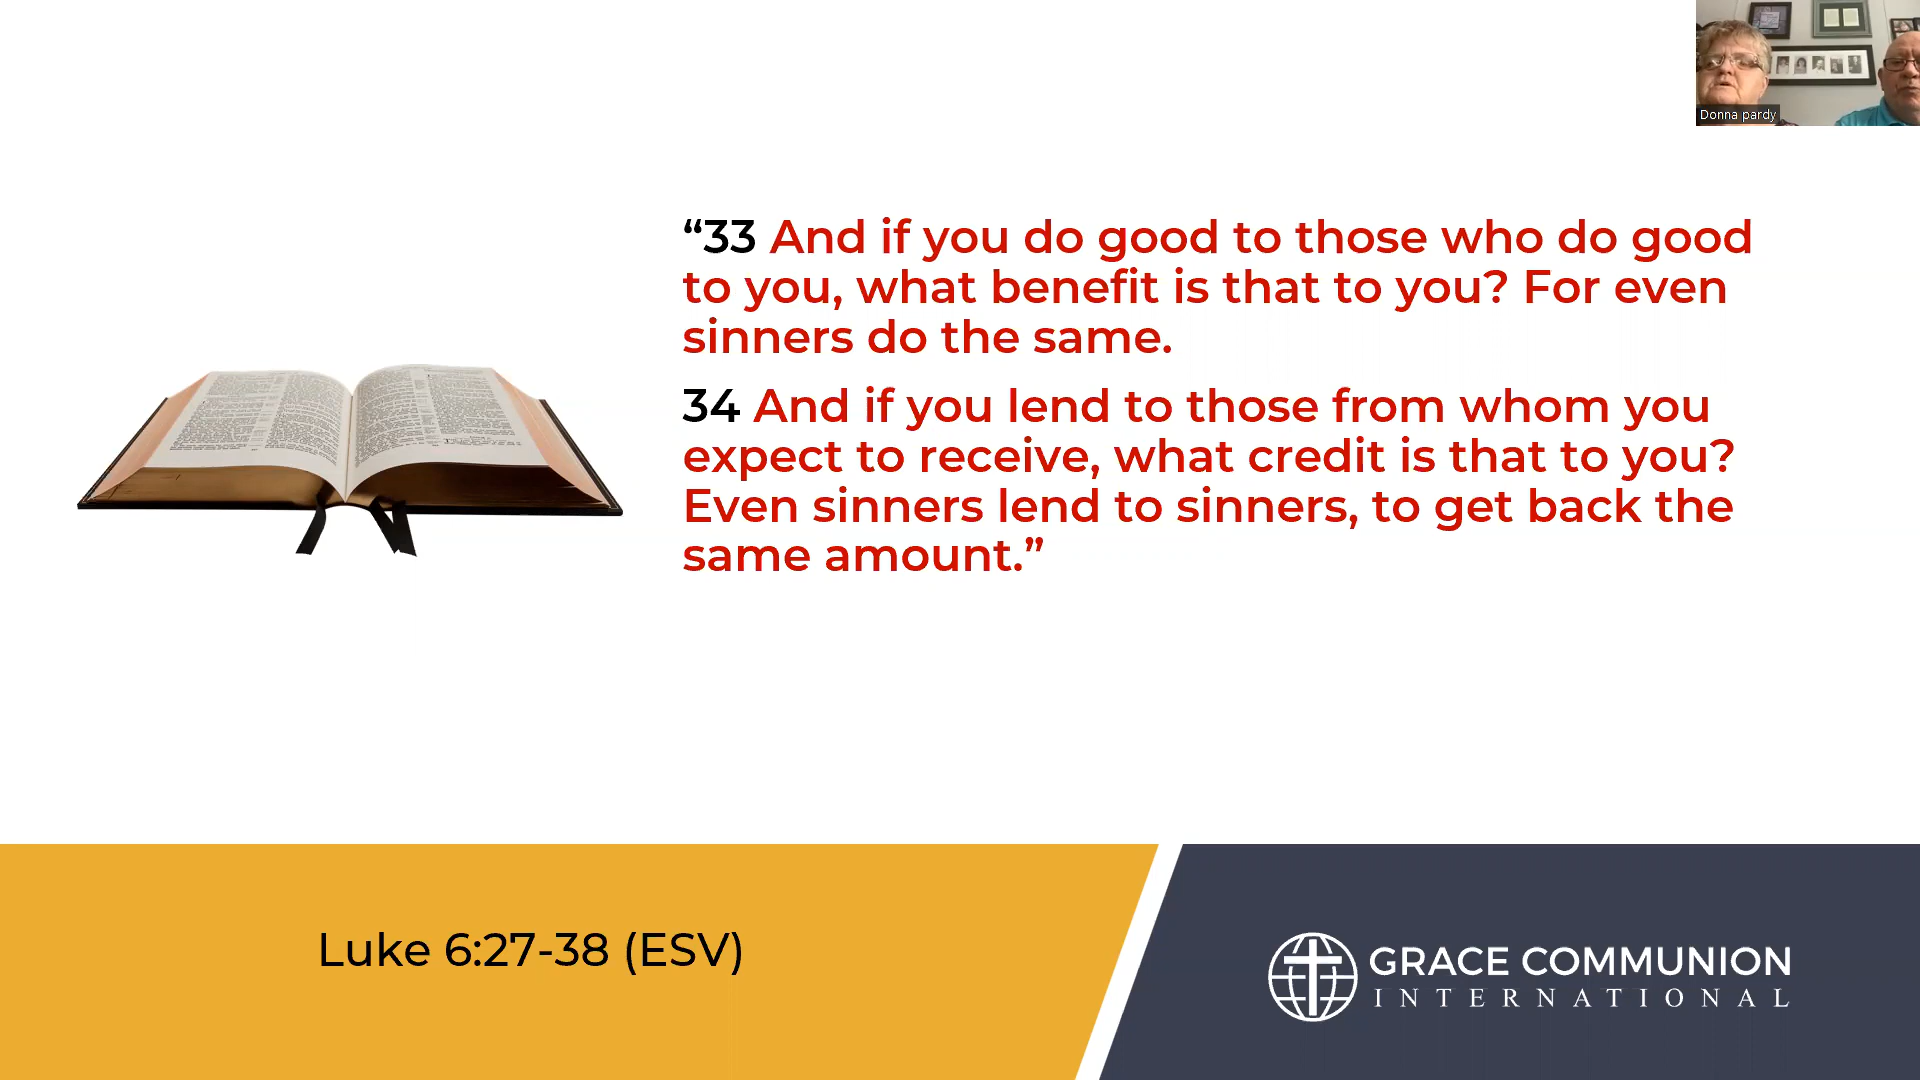 Donna pardy
“33 And if you do good to those who do good
to you, what benefit is that to you? For even
sinners do the same.
34 And if you lend to those from whom you
expect to receive, what credit is that to you?
Even sinners lend to sinners, to get back the
same amount.”
Luke 6:27-38 (ESV)
GRACE COMMUNION
INTERNATIONAL